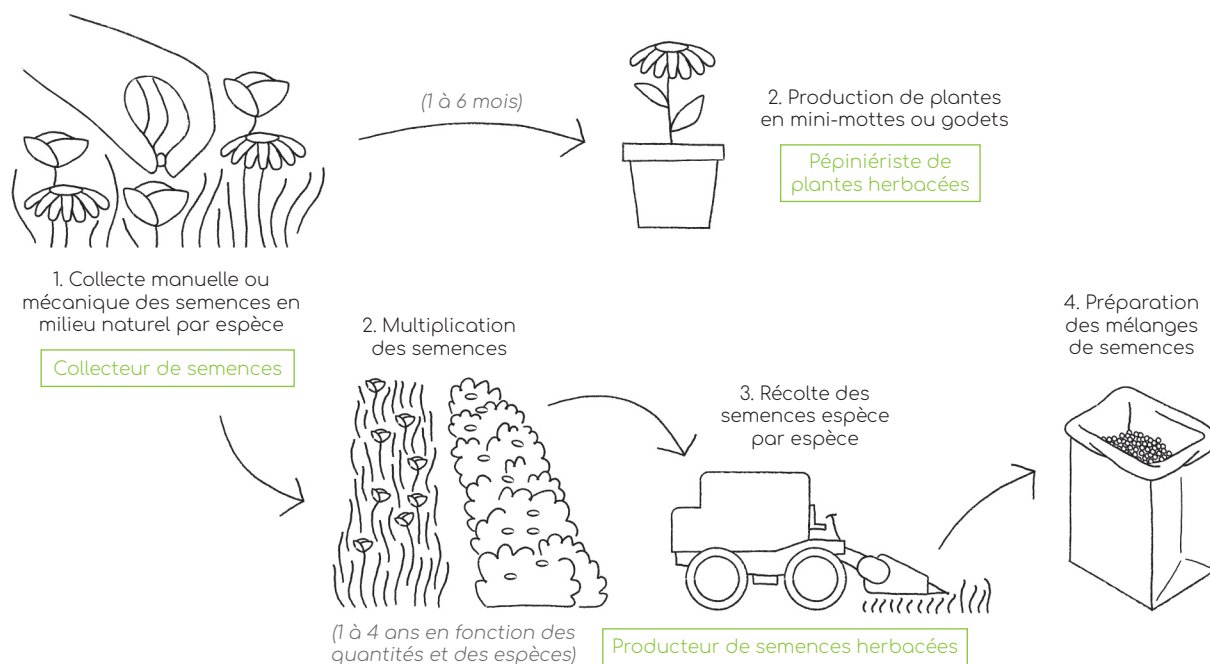 (1 à 6 mois)
2. Production de plantes
en mini-mottes ou godets
Pépiniériste de
plantes herbacées
1. Collecte manuelle ou
mécanique des semences en
milieu naturel par espèce
Collecteur de semences
2. Multiplication
des semences
(1 à 4 ans en fonction des
quantités et des espèces)
3. Récolte des
semences espèce
par espèce
Producteur de semences herbacées
4. Préparation
des mélanges
de semences